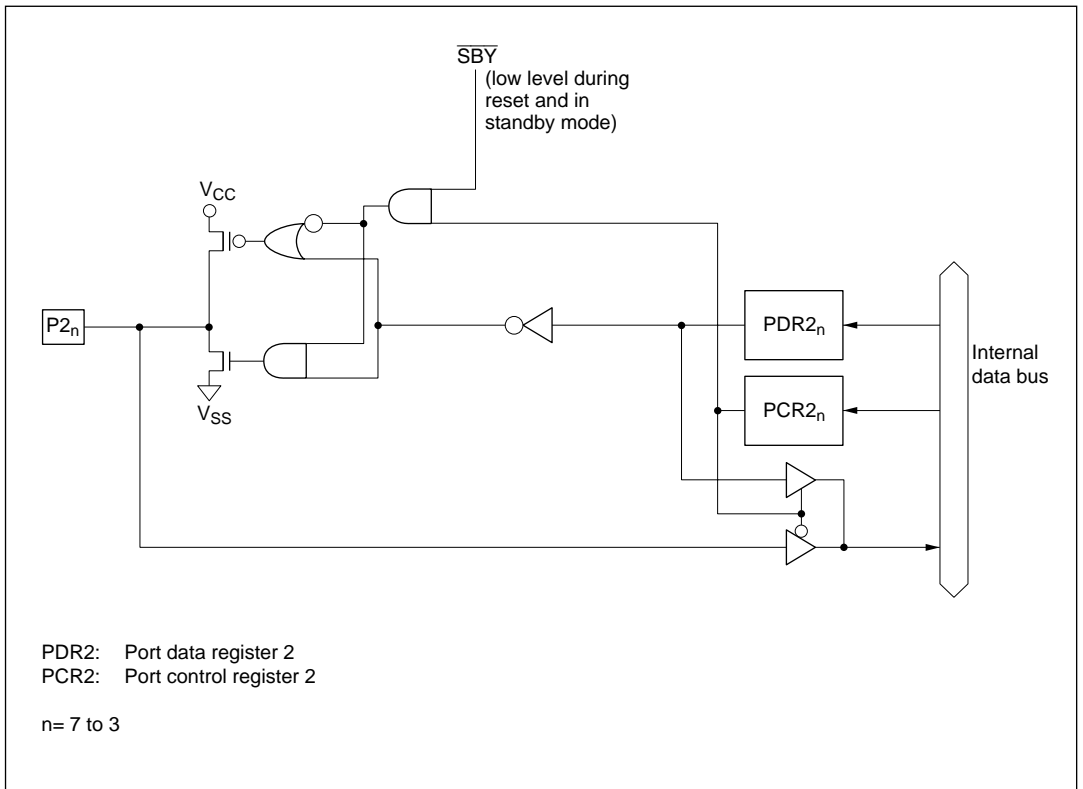 SBY
(low level during
reset and in
standby mode)
VCC
P2n
PDR2n
Internal
data bus
PCR2n
VSS
PDR2: Port data register 2
PCR2: Port control register 2
n= 7 to 3